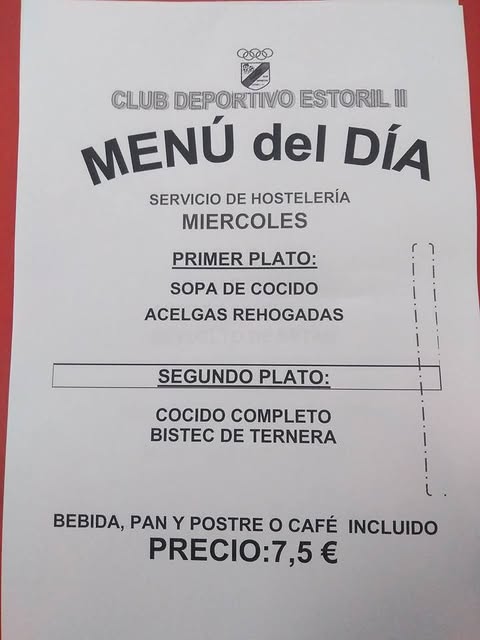 CLUB DEPORTIVO ESTORIL II
MENÚ del DÍA
SERVICIO DE HOSTELERÍA
MIERCOLES
PRIMER PLATO:
SOPA DE COCIDO
ACELGAS REHOGADAS
SEGUNDO PLATO:
COCIDO COMPLETO
BISTEC DE TERNERA
BEBIDA, PAN Y POSTRE O CAFÉ INCLUIDO
PRECIO:7,5 €